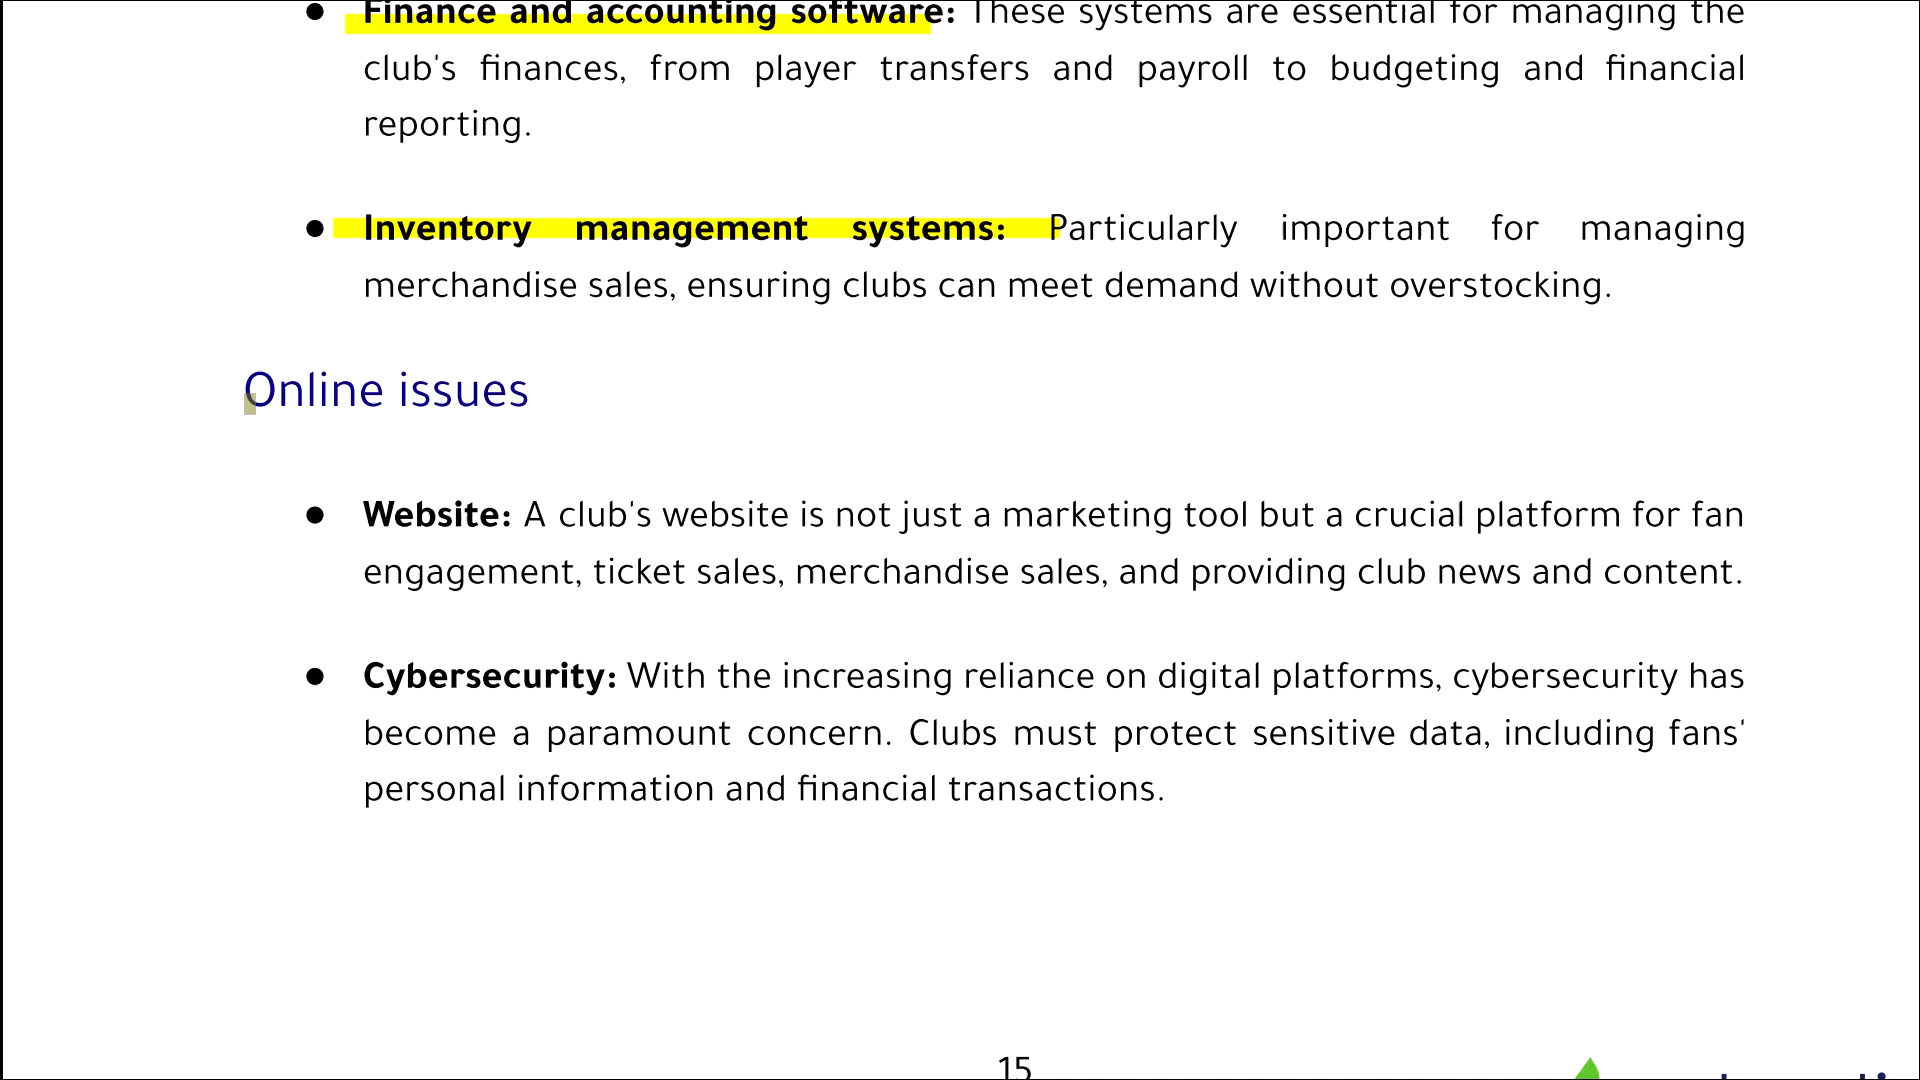 ● Finance and accounting software: These systems are essential for managing the
club's finances, from player transfers and payroll to budgeting and financial
reporting.
● Inventory management systems: Particularly important for managing
merchandise sales, ensuring clubs can meet demand without overstocking.
Online issues
● Website: A club's website is not just a marketing tool but a crucial platform for fan
engagement, ticket sales, merchandise sales, and providing club news and content.
● Cybersecurity: With the increasing reliance on digital platforms, cybersecurity has
become a paramount concern. Clubs must protect sensitive data, including fans'
personal information and financial transactions.
15